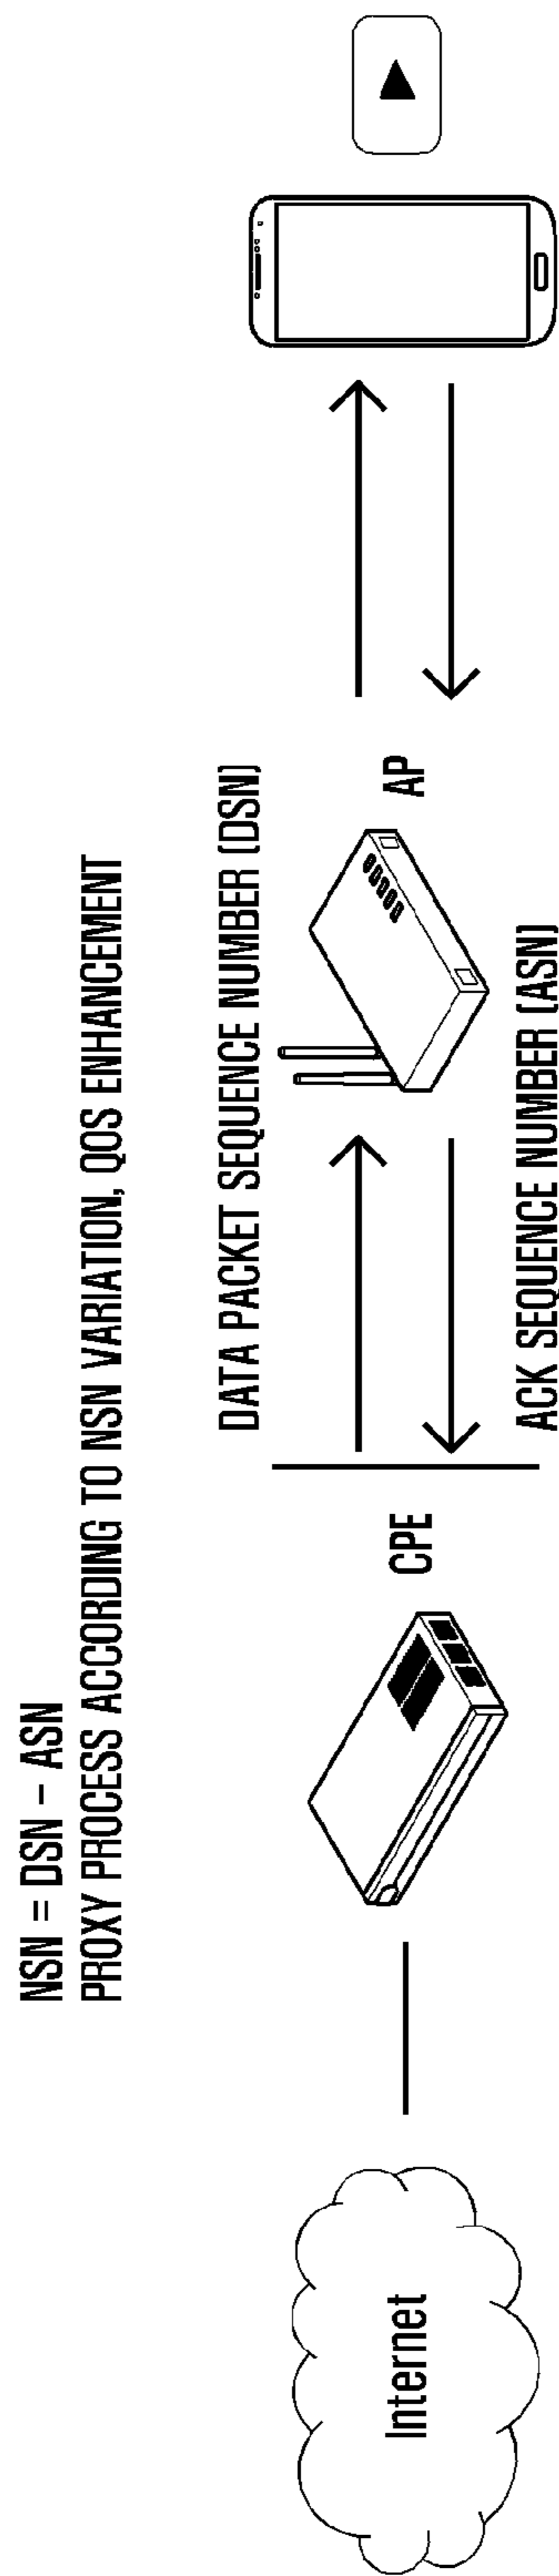 NSN = DSN – ASN
PROXY PROCESS ACCORDING TO NSN VARIATION, QOS ENHANCEMENT
DATA PACKET SEQUENCE NUMBER (DSN)
Internet
CPE
AP
ACK SEQUENCE NUMBER (ASN)